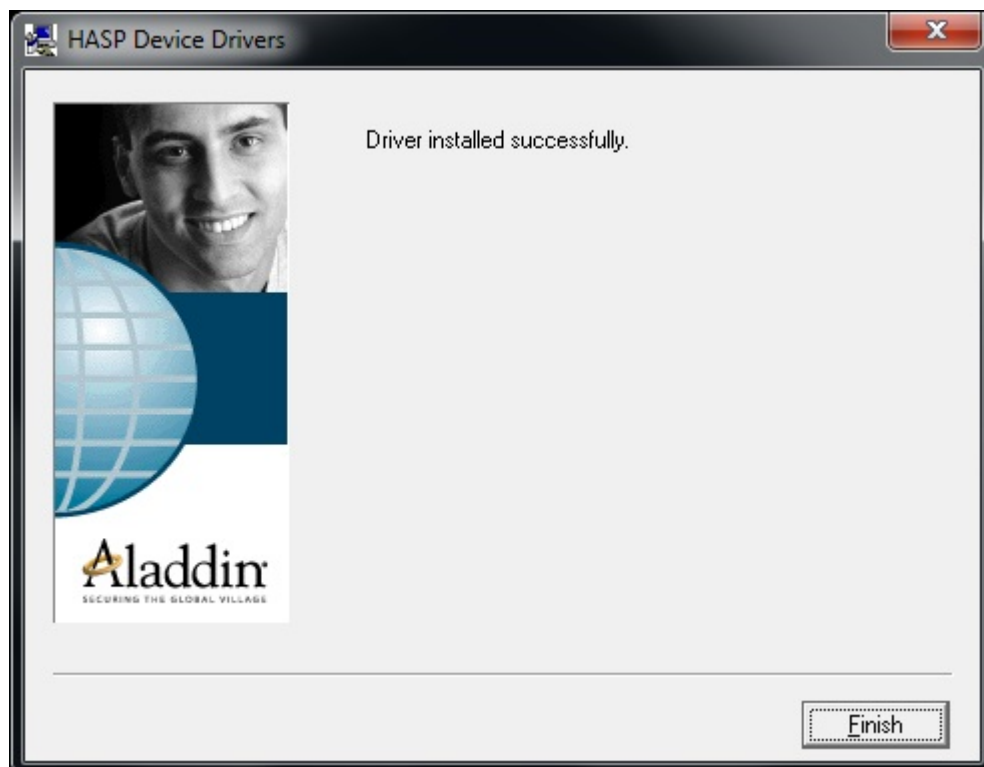 HASP Device Drivers
Driver installed successfully.
Aladdin
SECURING THE GLOBAL VILLAGE
Finish